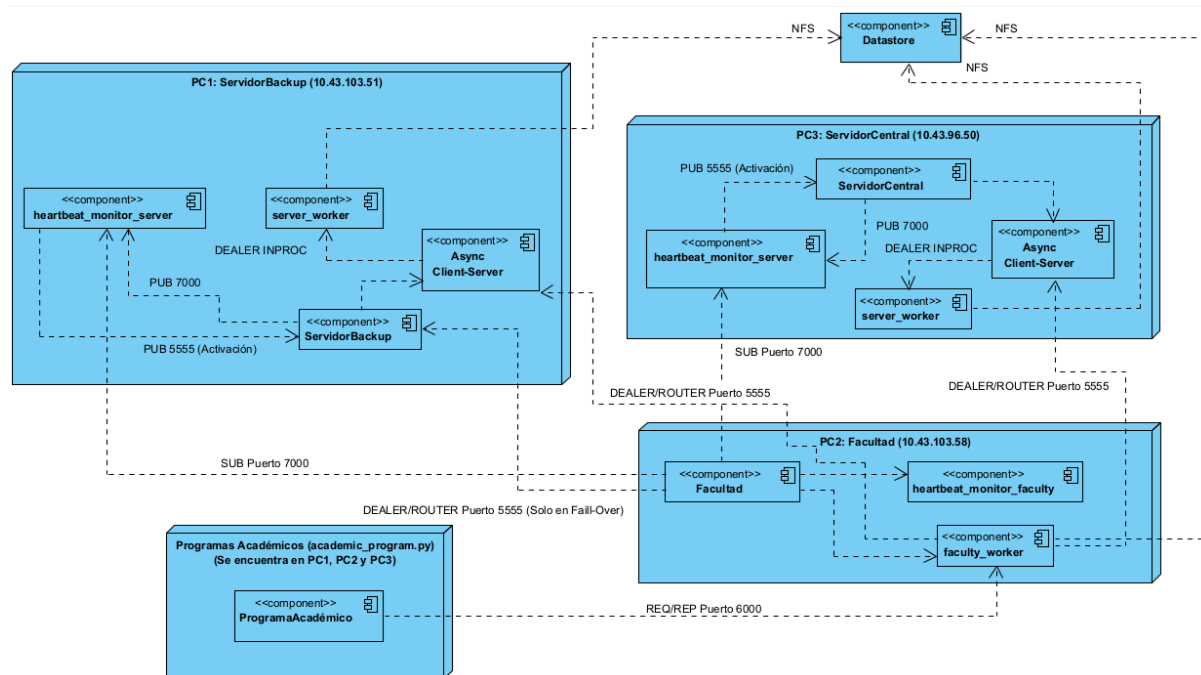 NFS
<<component>>
Datastore
NFS
NFS
PC1: ServidorBackup (10.43.103.51)
<<component>>
heartbeat_monitor_server
<<component>>
server_worker
DEALER INPROC
<<component>>
Async
Client-Server
PUB 7000
<<component>>
ServidorBackup
PUB 5555 (Activación)
PC3: ServidorCentral (10.43.96.50)
PUB 5555 (Activación)
<<component>>
ServidorCentral
PUB 7000
<<component>>
heartbeat_monitor_server
DEALER INPROC
<<component>>
Async
Client-Server
<<component>>
server_worker
SUB Puerto 7000
DEALER/ROUTER Puerto 5555
DEALER/ROUTER Puerto 5555
PC2: Facultad (10.43.103.58)
SUB Puerto 7000
<<component>>
Facultad
<<component>>
heartbeat_monitor_faculty
DEALER/ROUTER Puerto 5555 (Solo en Faill-Over)
<<component>>
faculty_worker
Programas Académicos (academic_program.py)
(Se encuentra en PC1, PC2 y PC3)
<<component>>
ProgramaAcadémico
REQ/REP Puerto 6000